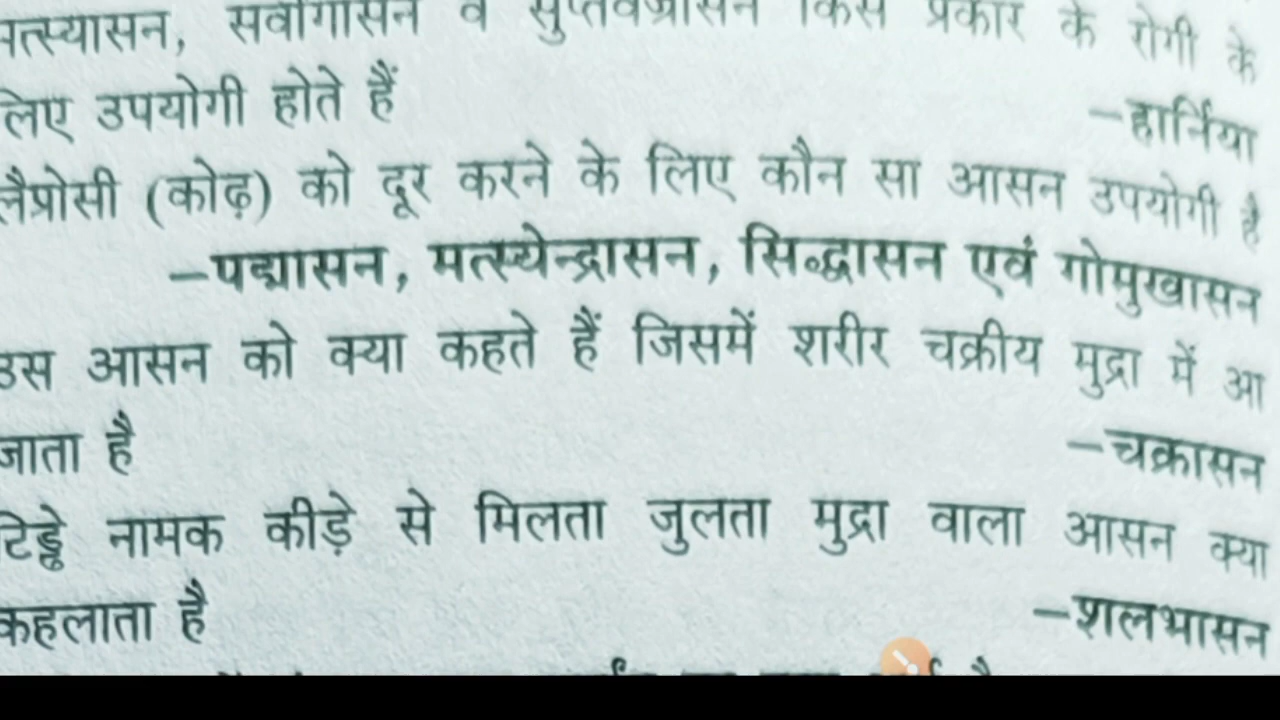 मत्स्यासन, सर्वांगासन व सुप्तवज्रासन किस प्रकार के रोगी के
लिए उपयोगी होते हैं –हार्निया
लैप्रोसी (कोढ़) को दूर करने के लिए कौन सा आसन उपयोगी है
–पद्मासन, मत्स्येन्द्रासन, सिद्धासन एवं गोमुखासन
उस आसन को क्या कहते हैं जिसमें शरीर चक्रीय मुद्रा में आ
जाता है –चक्रासन
टिड्डे नामक कीड़े से मिलता जुलता मुद्रा वाला आसन क्या
कहलाता है –शलभासन